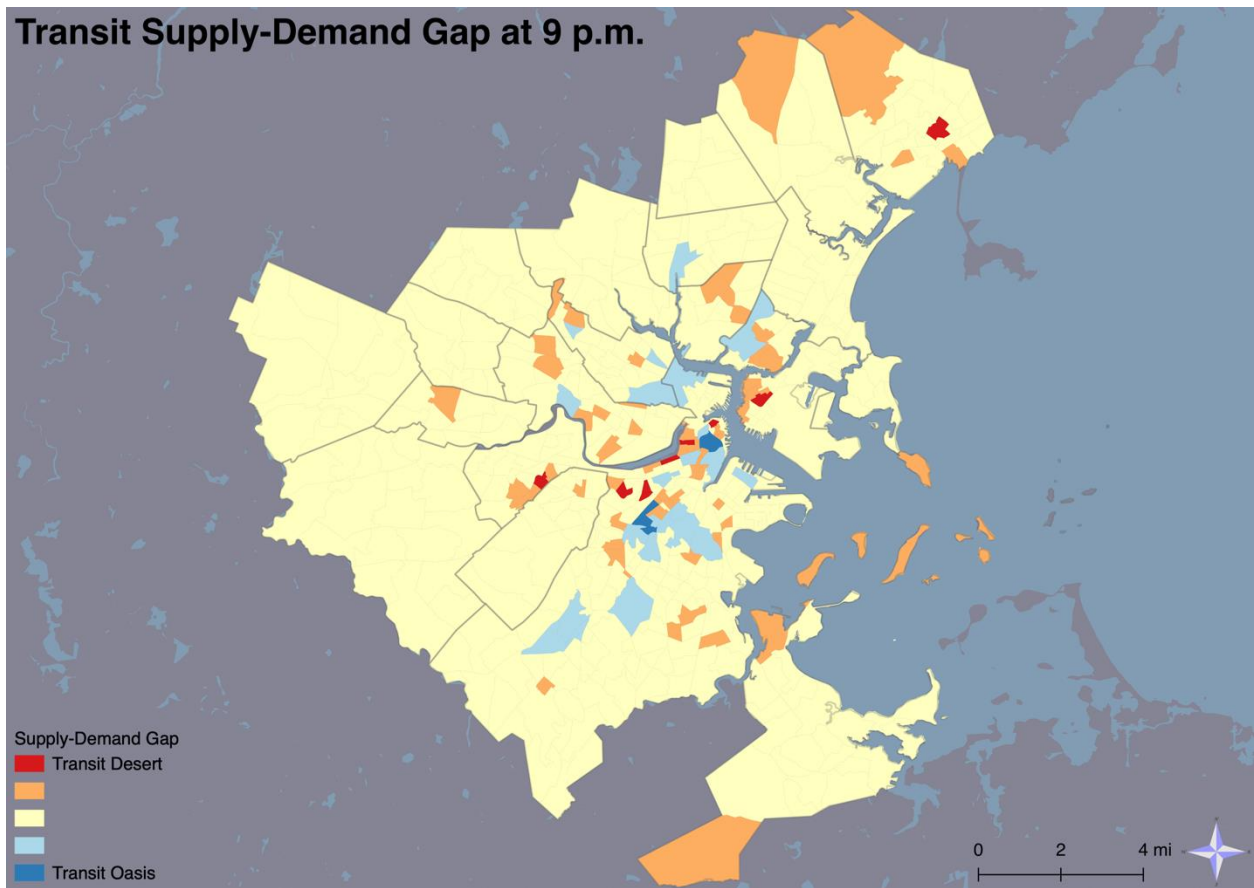 Transit Supply-Demand Gap at 9 p.m.
Supply-Demand Gap
Transit Desert
Transit Oasis
0 2 4 mi